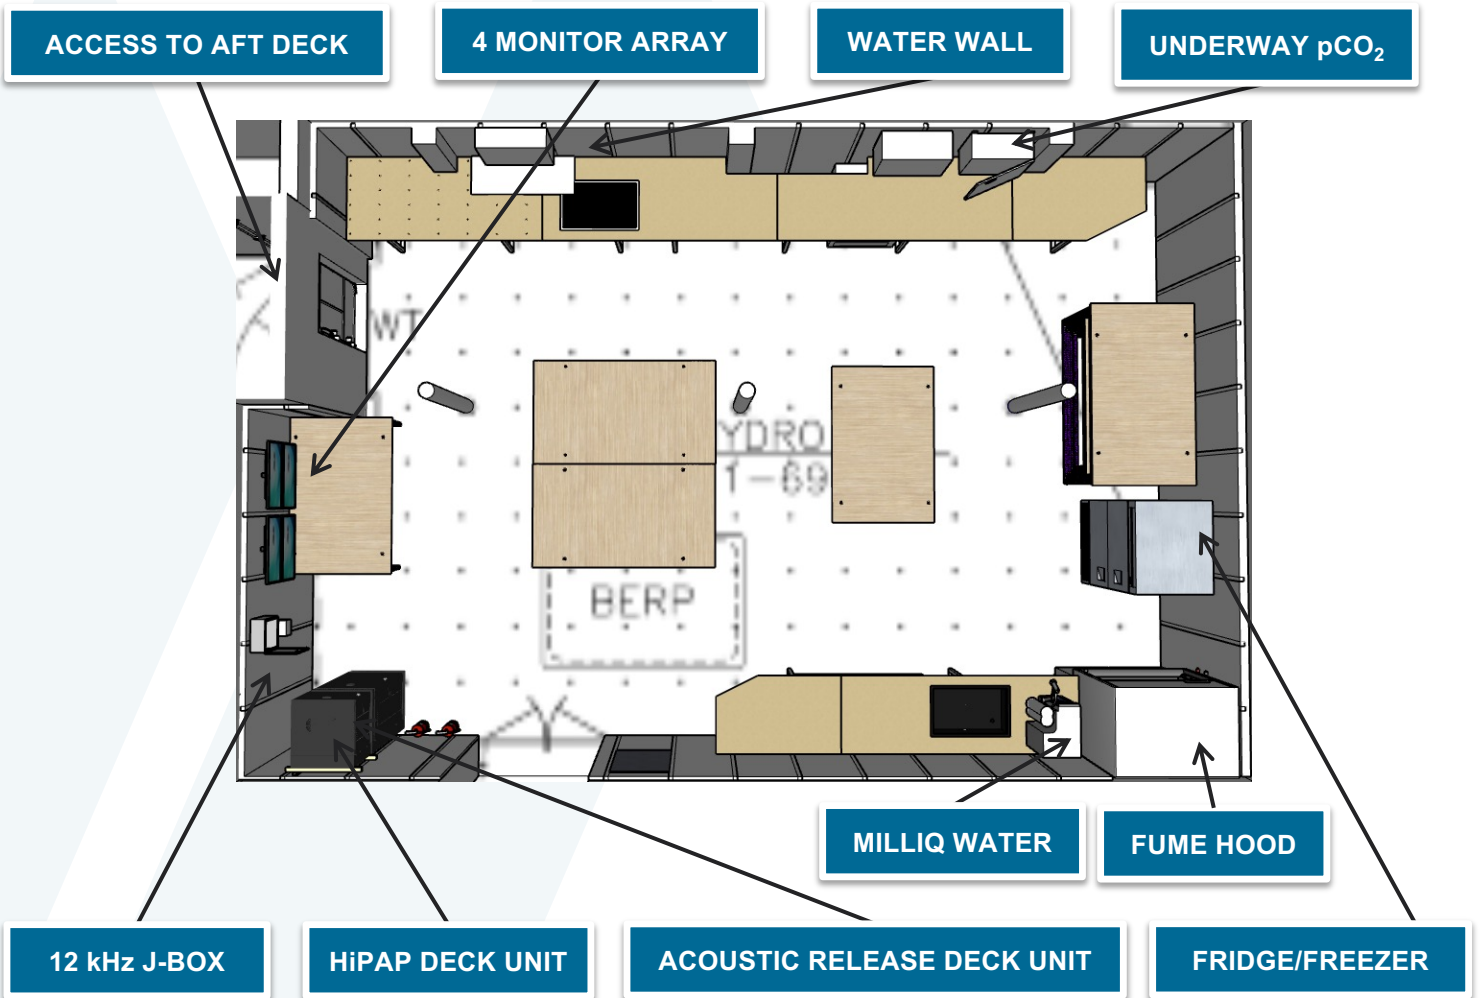 ACCESS TO AFT DECK
4 MONITOR ARRAY
WATER WALL
UNDERWAY pCO₂
WT
YDRO
1-69
BERP
MILLIQ WATER
FUME HOOD
12 kHz J-BOX
HiPAP DECK UNIT
ACOUSTIC RELEASE DECK UNIT
FRIDGE/FREEZER